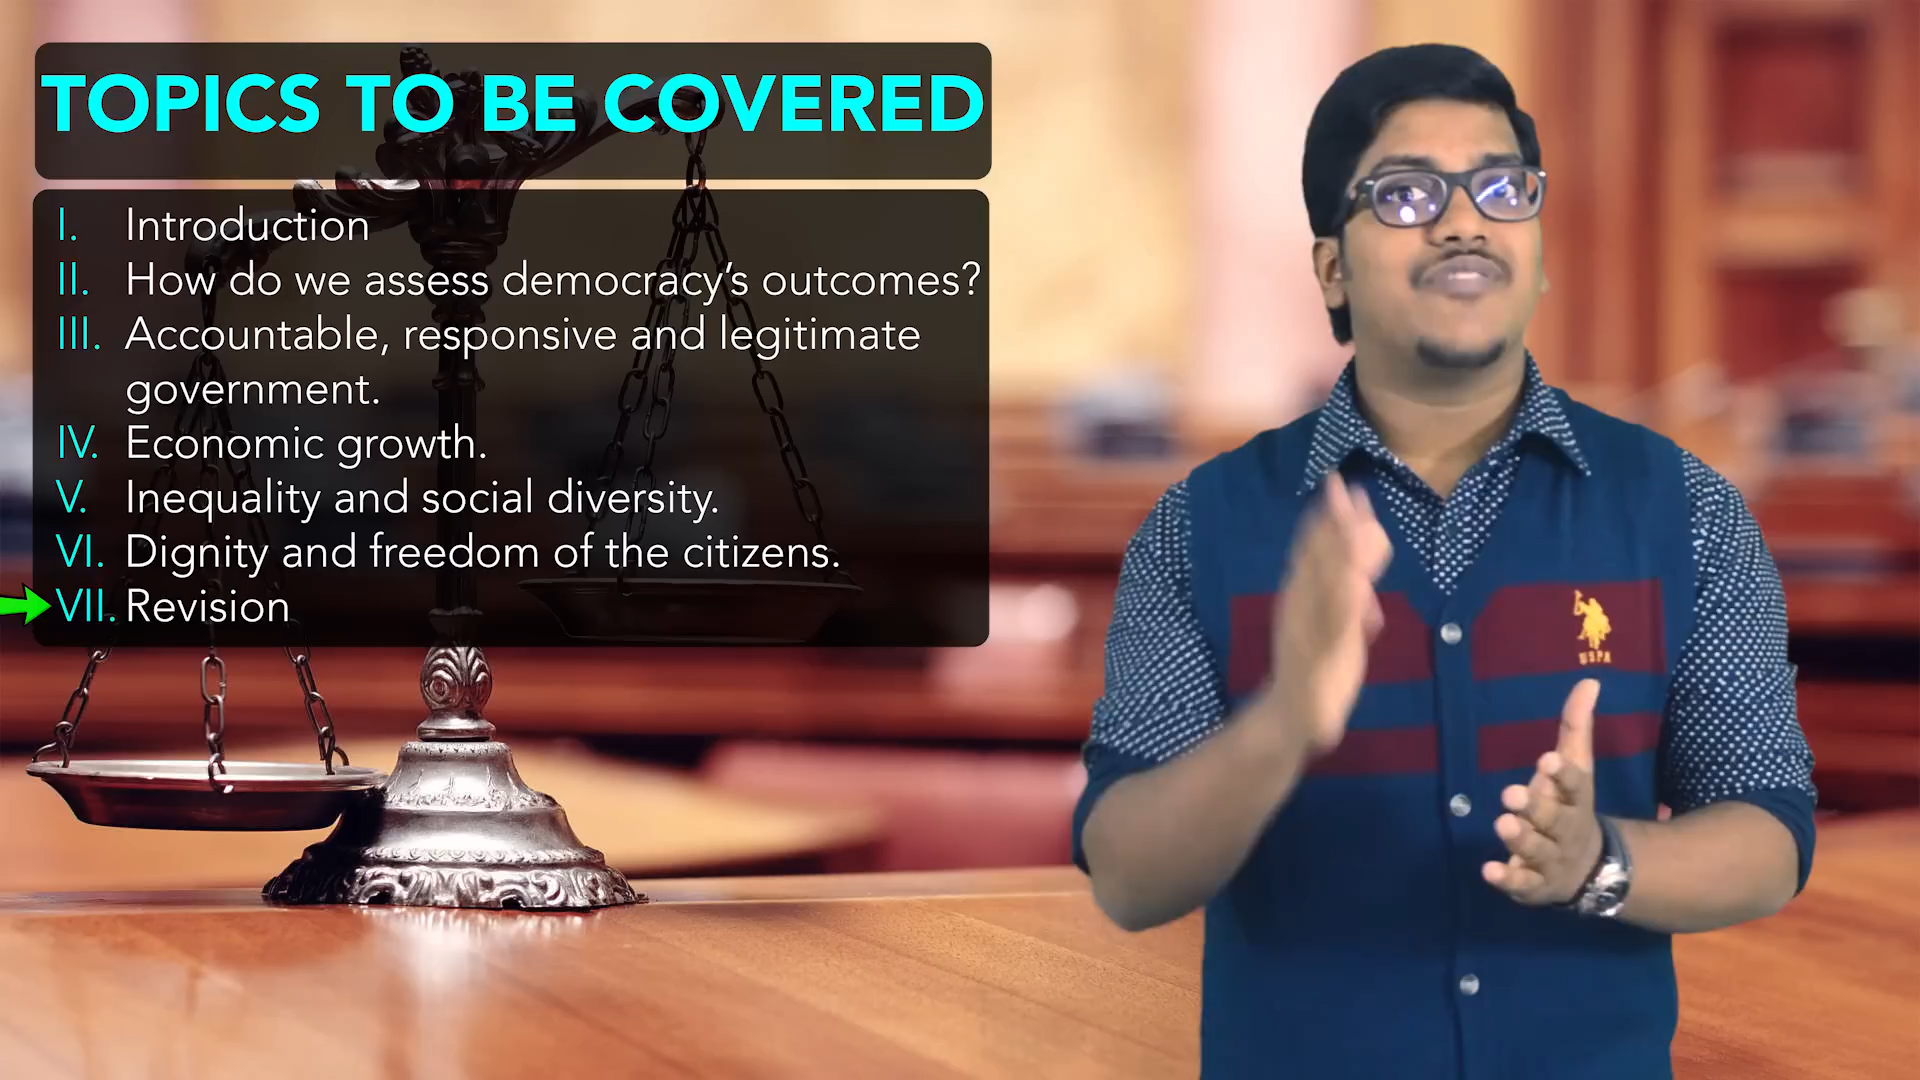 TOPICS TO BE COVERED
I. Introduction
II. How do we assess democracy’s outcomes?
III. Accountable, responsive and legitimate
government.
IV. Economic growth.
V. Inequality and social diversity.
VI. Dignity and freedom of the citizens.
VII. Revision
USPA